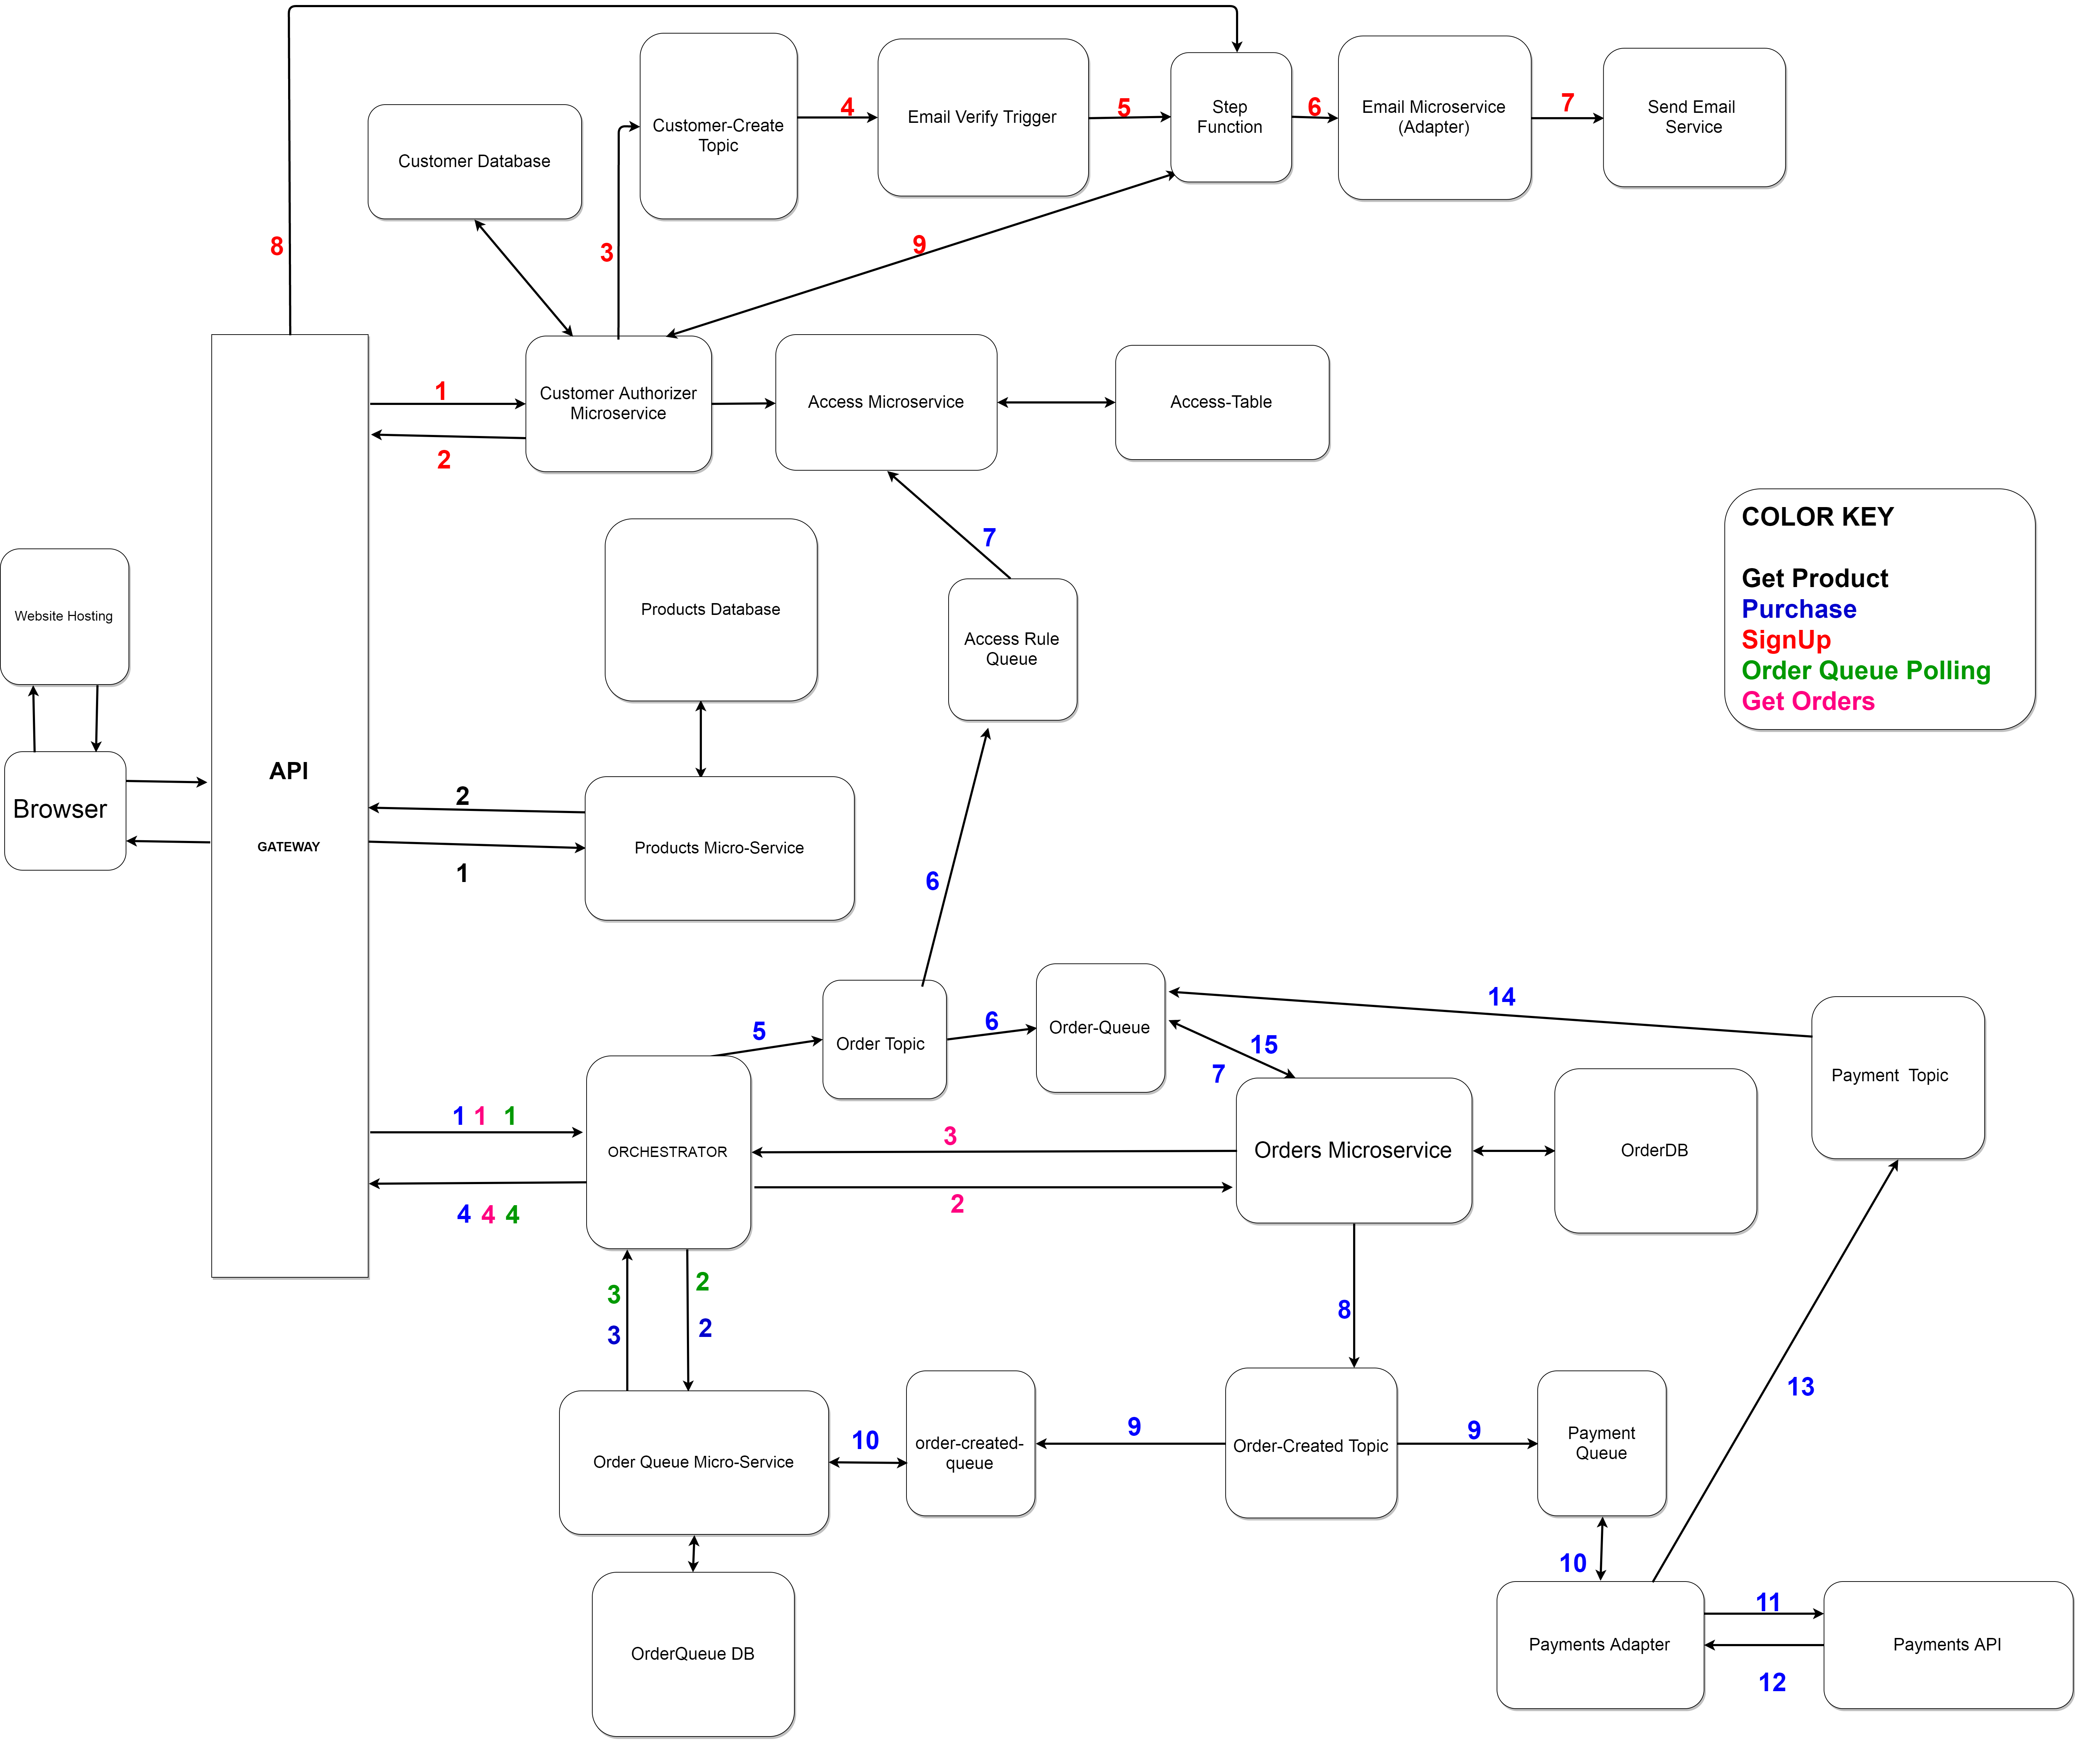 4
5
6
7
Customer-Create
Topic
Email Verify Trigger
Step
Function
Email Microservice
(Adapter)
Send Email
Service
Customer Database
8
3
9
1
Customer Authorizer
Microservice
Access Microservice
Access-Table
2
COLOR KEY
Get Product
Purchase
SignUp
Order Queue Polling
Get Orders
7
Website Hosting
Products Database
Access Rule
Queue
API
GATEWAY
Browser
2
Products Micro-Service
1
6
14
5
Order Topic
6
Order-Queue
15
7
Payment  Topic
1 1 1
ORCHESTRATOR
3
Orders Microservice
OrderDB
4 4 4
2
3
2
3
2
8
13
10
order-created-
queue
9
Order-Created Topic
9
Payment
Queue
Order Queue Micro-Service
10
11
OrderQueue DB
Payments Adapter
Payments API
12